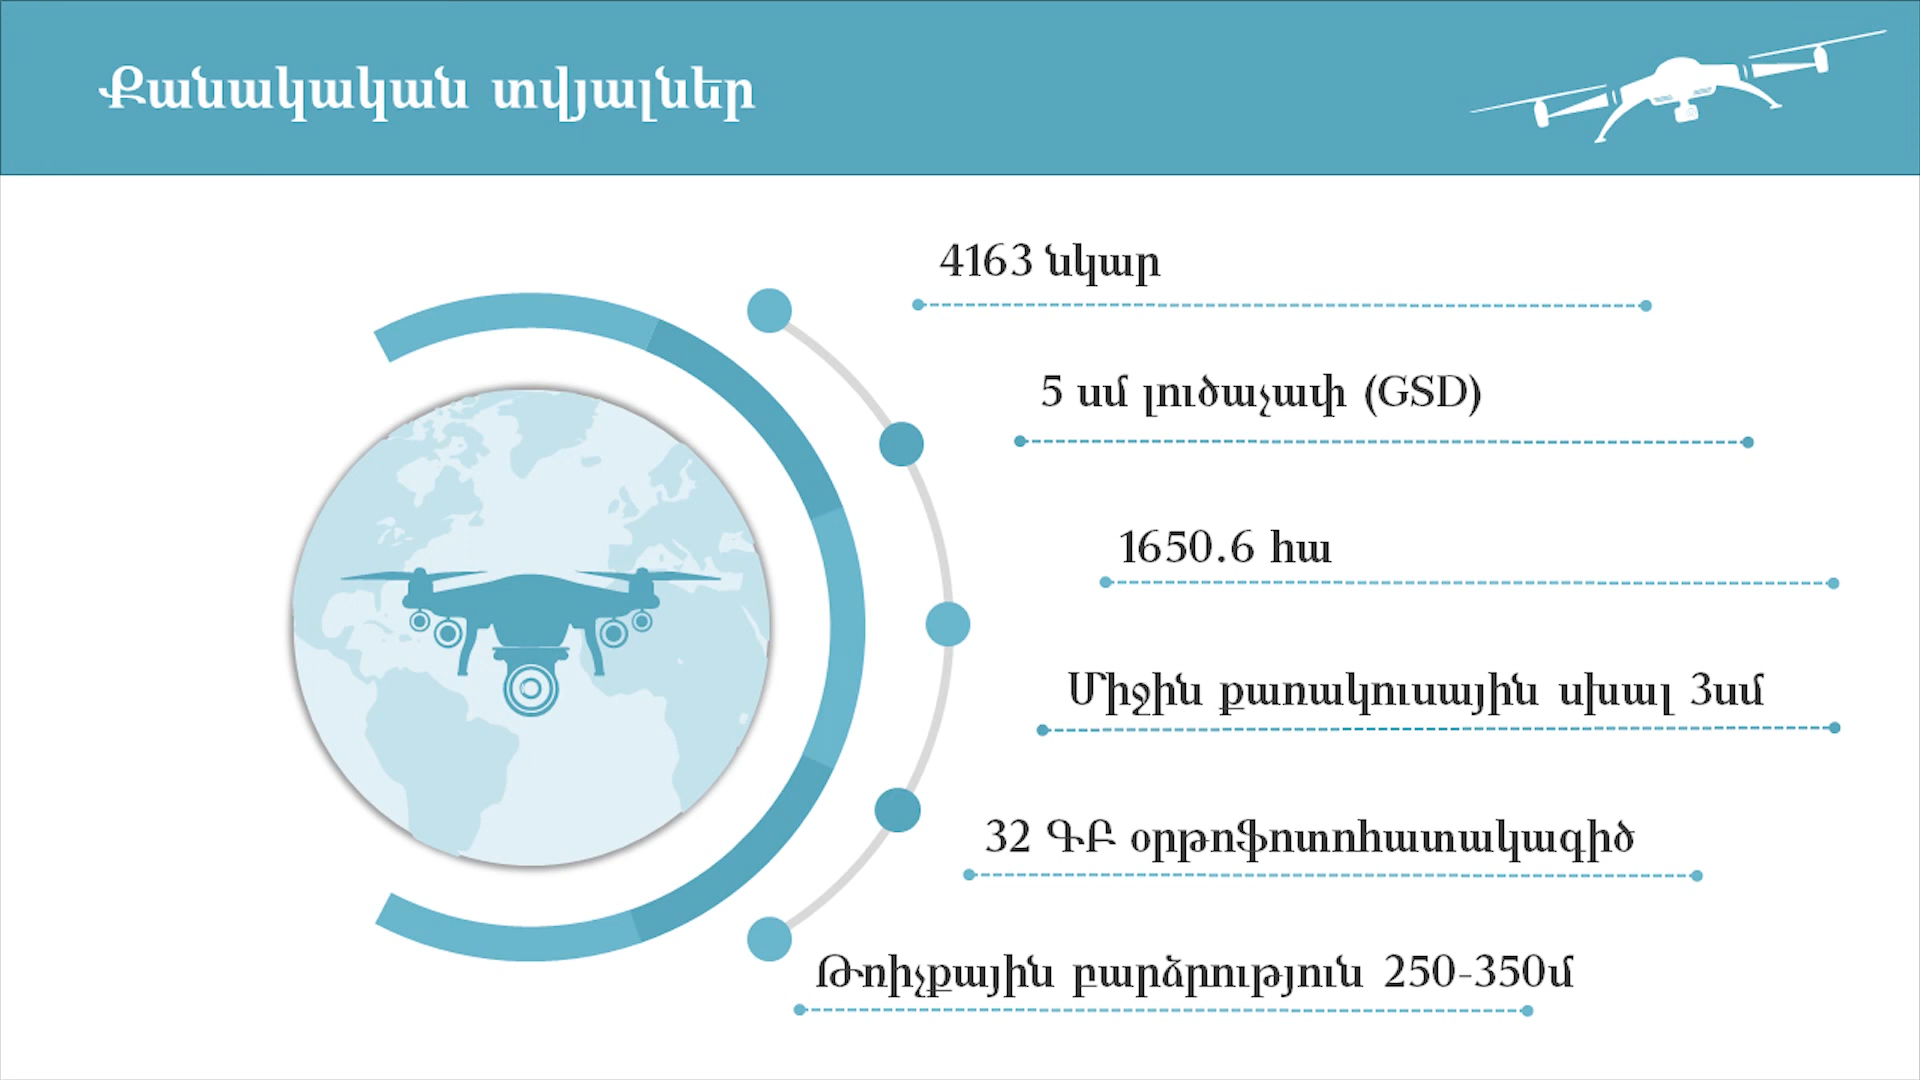 Քանակական տվյալներ
4163 նկար
5 սմ լուծաչափ (GSD)
1650.6 հա
Միջին քառակուսային սխալ 3սմ
32 ԳԲ օրթոֆոտոհատակագիծ
Թռիչքային բարձրություն 250-350մ